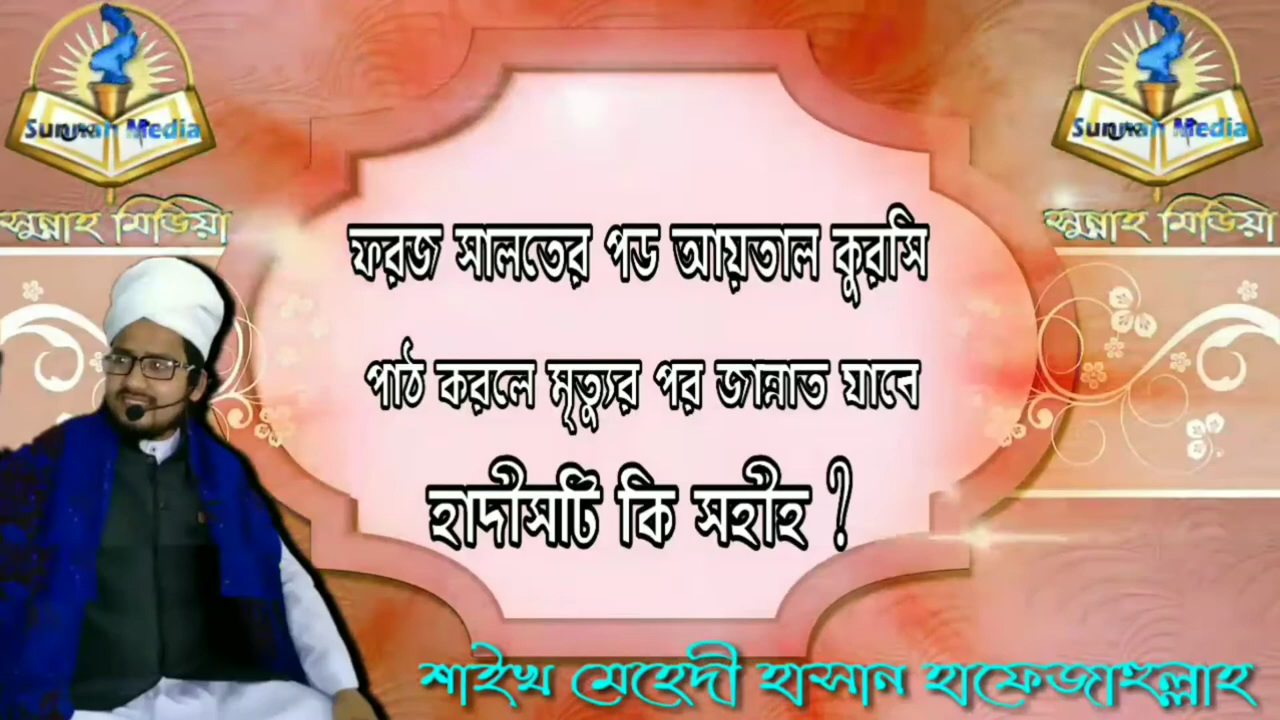 Sunnah Media
সুন্নাহ মিডিয়া
Sunnah Media
সুন্নাহ মিডিয়া
ফরজ সালতের পড আয়তাল কুরসি
পাঠ করলে মৃত্যুর পর জান্নাত যাবে
হাদীসটি কি সহীহ ?
শাইখ মেহেদী হাসান হাফেজাহুল্লাহ